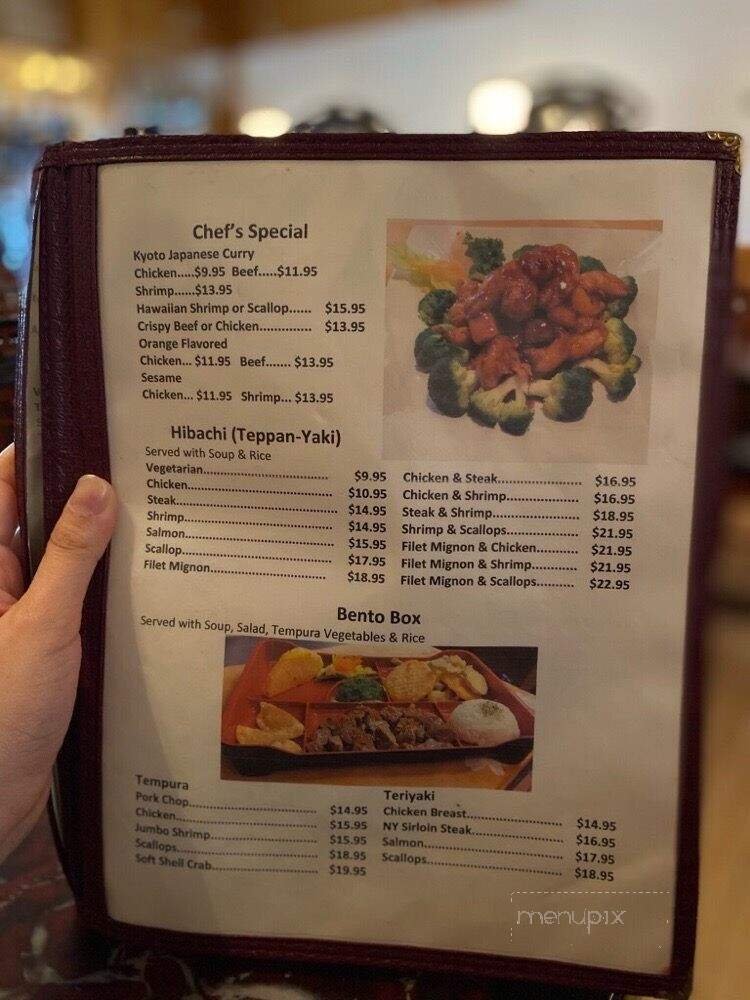 Chef's Special
Kyoto Japanese Curry
Chicken.....$9.95 Beef.....$11.95
Shrimp......$13.95
Hawaiian Shrimp or Scallop...... $15.95
Crispy Beef or Chicken.............. $13.95
Orange Flavored
Chicken... $11.95 Beef....... $13.95
Sesame
Chicken... $11.95 Shrimp... $13.95
Hibachi (Teppan-Yaki)
Served with Soup & Rice
Vegetarian.................................. $9.95
Chicken....................................... $10.95
Steak........................................... $14.95
Shrimp......................................... $14.95
Salmon........................................ $15.95
Scallop......................................... $17.95
Filet Mignon................................ $18.95
Chicken & Steak....................... $16.95
Chicken & Shrimp.................... $16.95
Steak & Shrimp........................ $18.95
Shrimp & Scallops.................... $21.95
Filet Mignon & Chicken........... $21.95
Filet Mignon & Shrimp............. $21.95
Filet Mignon & Scallops.......... $22.95
Bento Box
Served with Soup, Salad, Tempura Vegetables & Rice
Tempura
Pork Chop.................................. $14.95
Chicken...................................... $15.95
Jumbo Shrimp............................ $15.95
Scallops...................................... $18.95
Soft Shell Crab............................ $19.95
Teriyaki
Chicken Breast.......................... $14.95
NY Sirloin Steak......................... $16.95
Salmon...................................... $17.95
Scallops..................................... $18.95
menupix